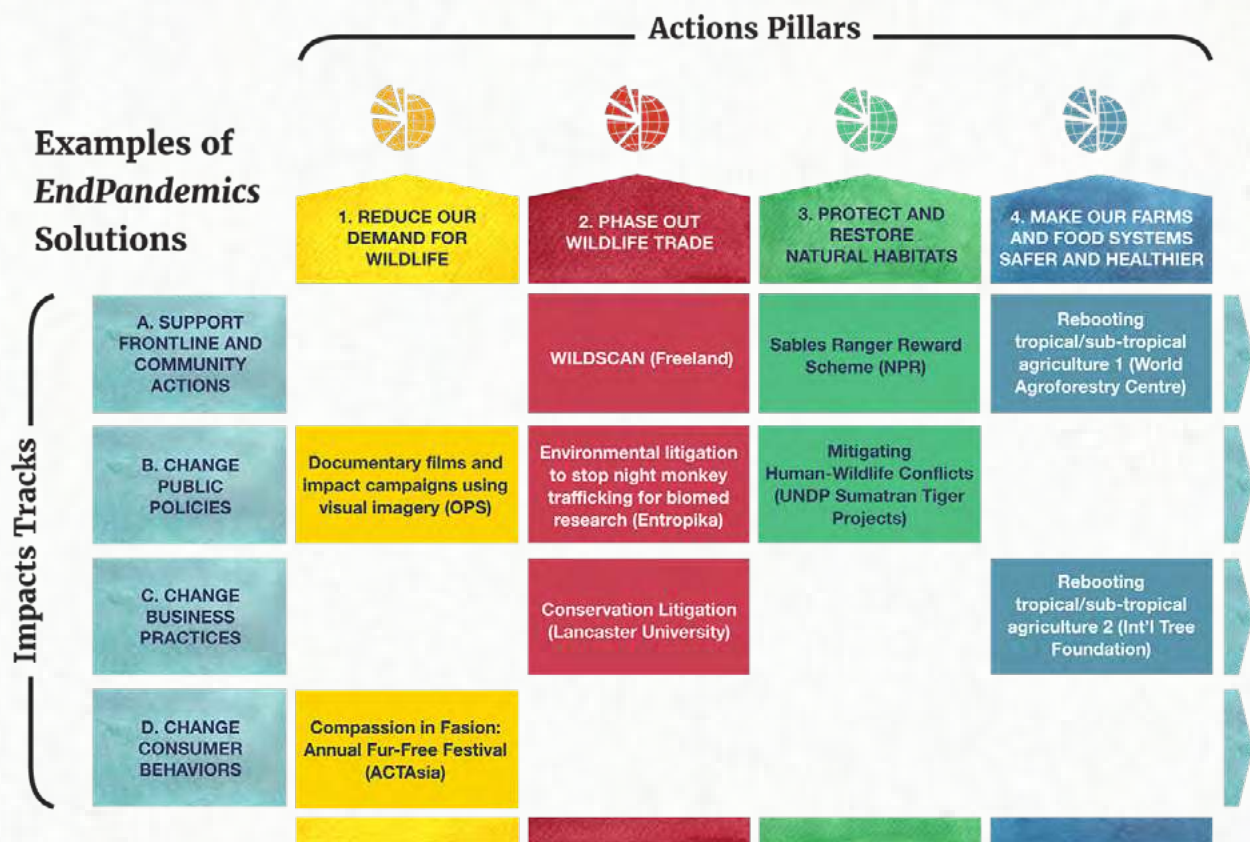 Actions Pillars
Examples of
EndPandemics
Solutions
1. REDUCE OUR
DEMAND FOR
WILDLIFE
2. PHASE OUT
WILDLIFE TRADE
3. PROTECT AND
RESTORE
NATURAL HABITATS
4. MAKE OUR FARMS
AND FOOD SYSTEMS
SAFER AND HEALTHIER
Impacts Tracks
A. SUPPORT
FRONTLINE AND
COMMUNITY
ACTIONS
WILDSCAN (Freeland)
Sables Ranger Reward
Scheme (NPR)
Rebooting
tropical/sub-tropical
agriculture 1 (World
Agroforestry Centre)
B. CHANGE
PUBLIC
POLICIES
Documentary films and
impact campaigns using
visual imagery (OPS)
Environmental litigation
to stop night monkey
trafficking for biomed
research (Entropika)
Mitigating
Human-Wildlife Conflicts
(UNDP Sumatran Tiger
Projects)
C. CHANGE
BUSINESS
PRACTICES
Conservation Litigation
(Lancaster University)
Rebooting
tropical/sub-tropical
agriculture 2 (Int'l Tree
Foundation)
D. CHANGE
CONSUMER
BEHAVIORS
Compassion in Fasion:
Annual Fur-Free Festival
(ACTAsia)